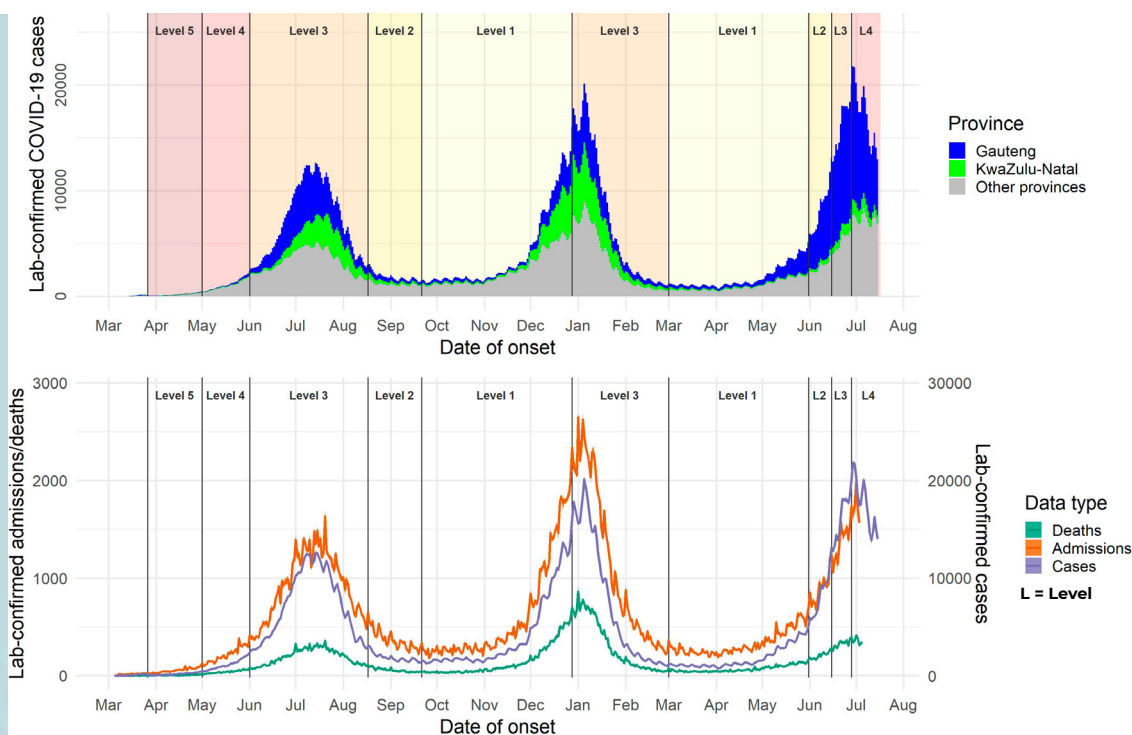 Level 5 Level 4 Level 3 Level 2 Level 1 Level 3 Level 1 L2 L3 L4
Lab-confirmed COVID-19 cases
20000
10000
0
Mar Apr May Jun Jul Aug Sep Oct Nov Dec Jan Feb Mar Apr May Jun Jul Aug
Date of onset
Province
Gauteng
KwaZulu-Natal
Other provinces
3000 30000
Level 5 Level 4 Level 3 Level 2 Level 1 Level 3 Level 1 L2 L3 L4
Lab-confirmed admissions/deaths
2000 20000
1000 10000
0 0
Lab-confirmed cases
Mar Apr May Jun Jul Aug Sep Oct Nov Dec Jan Feb Mar Apr May Jun Jul Aug
Date of onset
Data type
Deaths
Admissions
Cases
L = Level